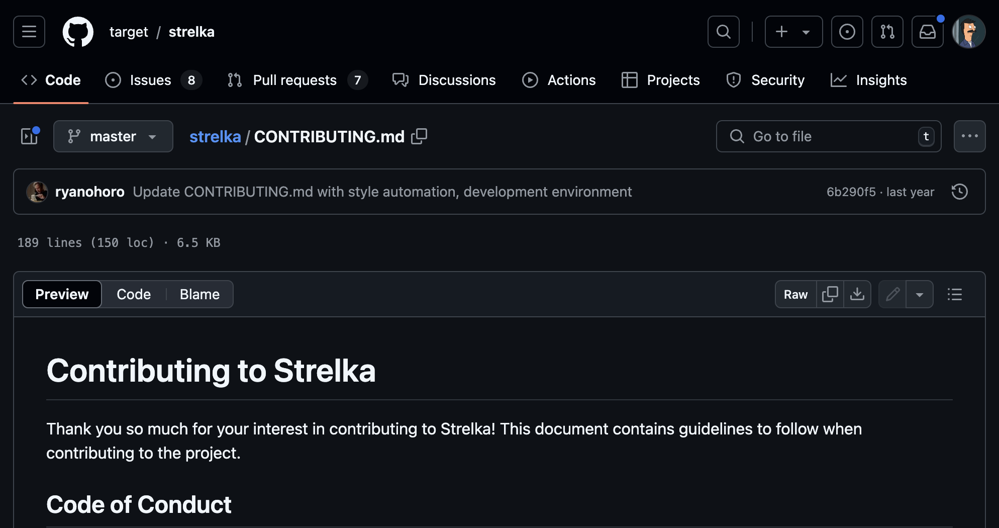 target / strelka
Code
Issues 8
Pull requests 7
Discussions
Actions
Projects
Security
Insights
master
strelka / CONTRIBUTING.md
Go to file
t
ryanohoro Update CONTRIBUTING.md with style automation, development environment
6b290f5 · last year
189 lines (150 loc) · 6.5 KB
Preview
Code
Blame
Raw
Contributing to Strelka
Thank you so much for your interest in contributing to Strelka! This document contains guidelines to follow when
contributing to the project.
Code of Conduct